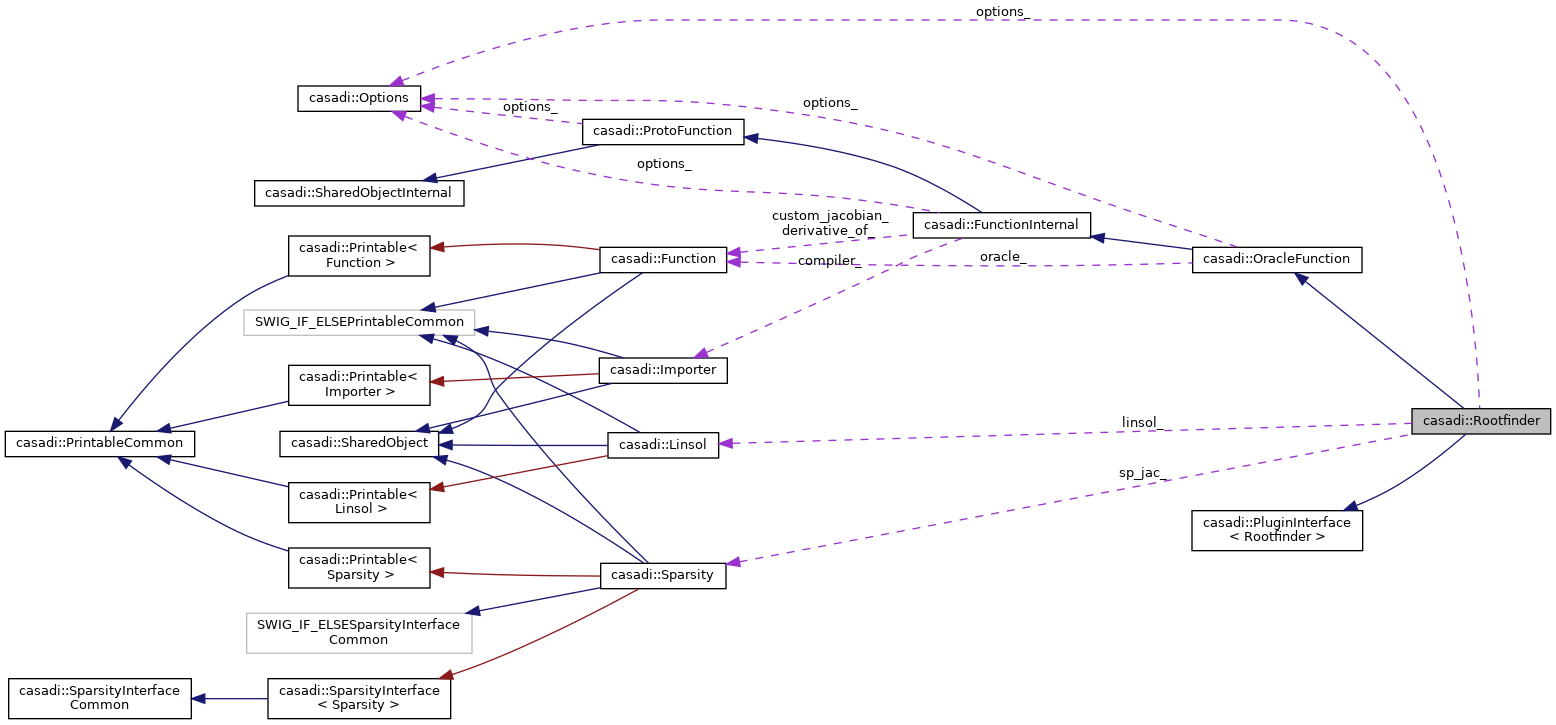 options_
casadi::Options
options_
options_
casadi::ProtoFunction
options_
casadi::SharedObjectInternal
custom_jacobian_
derivative_of_
casadi::FunctionInternal
casadi::Printable<
Function >
casadi::Function
compiler_
oracle_
casadi::OracleFunction
SWIG_IF_ELSEPrintableCommon
casadi::Printable<
Importer >
casadi::Importer
casadi::PrintableCommon
casadi::SharedObject
casadi::Linsol
linsol_
casadi::Rootfinder
sp_jac_
casadi::Printable<
Linsol >
casadi::PluginInterface
< Rootfinder >
casadi::Printable<
Sparsity >
casadi::Sparsity
SWIG_IF_ELSESparsityInterface
Common
casadi::SparsityInterface
Common
casadi::SparsityInterface
< Sparsity >